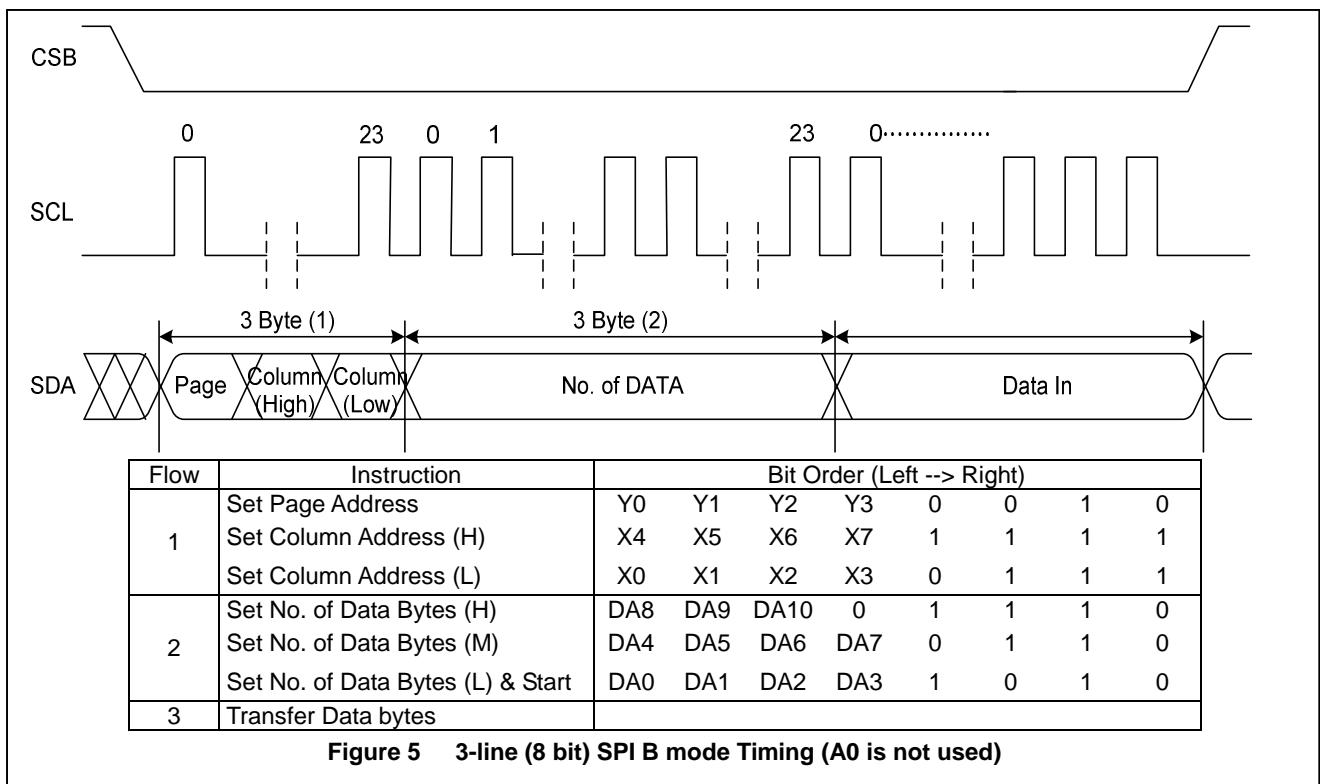 CSB
0 23 0 1 23 0...............
SCL
3 Byte (1) 3 Byte (2)
SDA Page Column (High) Column (Low) No. of DATA Data In
Flow Instruction Bit Order (Left --> Right)
1
Set Page Address Y0 Y1 Y2 Y3 0 0 1 0
Set Column Address (H) X4 X5 X6 X7 1 1 1 1
Set Column Address (L) X0 X1 X2 X3 0 1 1 1
2
Set No. of Data Bytes (H) DA8 DA9 DA10 0 1 1 1 0
Set No. of Data Bytes (M) DA4 DA5 DA6 DA7 0 1 1 0
Set No. of Data Bytes (L) & Start DA0 DA1 DA2 DA3 1 0 1 0
3 Transfer Data bytes
Figure 5 3-line (8 bit) SPI B mode Timing (A0 is not used)